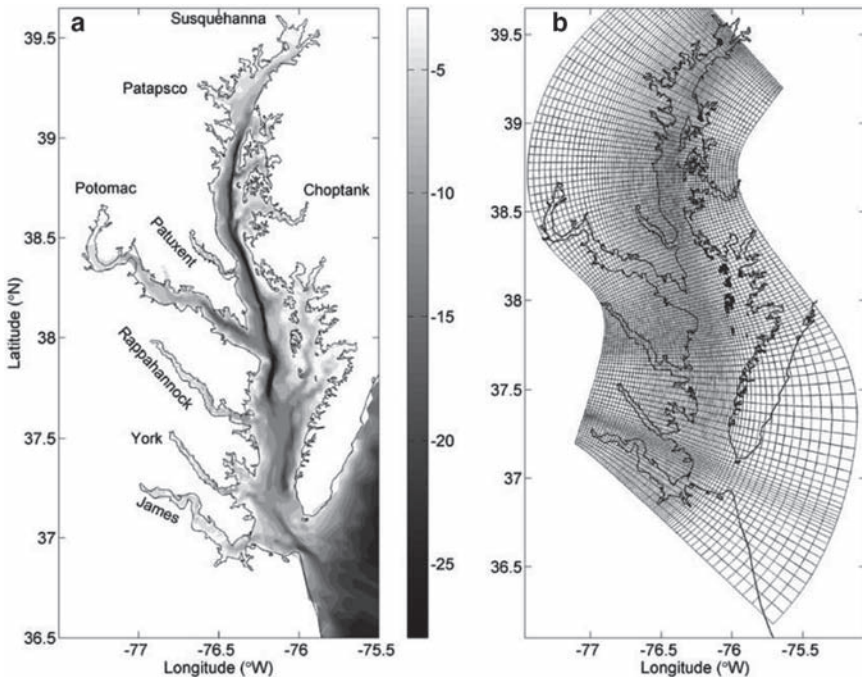 a
Susquehanna
39.5
Patapsco
39
Potomac
Choptank
38.5
Patuxent
Latitude (°N)
38
Rappahannock
37.5
York
James
37
36.5
-77
-76.5
-76
-75.5
Longitude (°W)
-5
-10
-15
-20
-25
b
39.5
39
38.5
38
37.5
37
36.5
-77
-76.5
-76
-75.5
Longitude (°W)